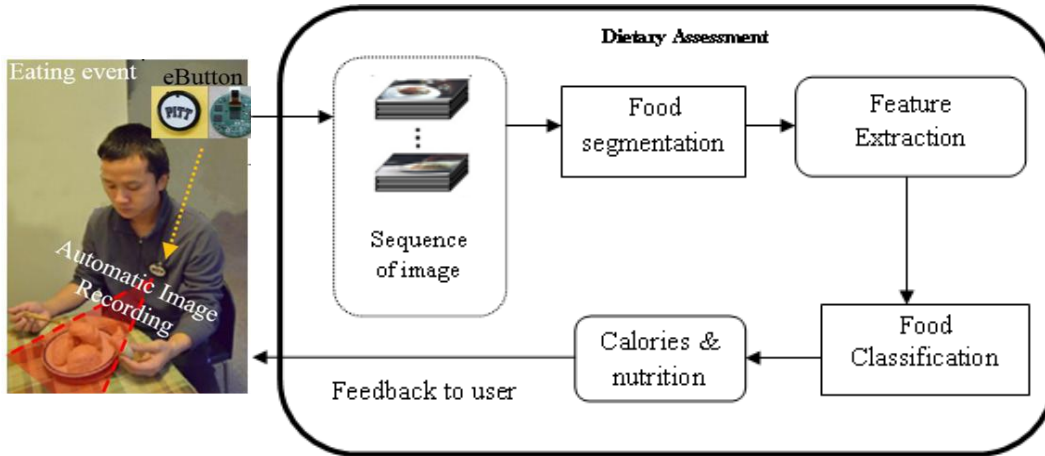 Dietary Assessment
Eating event
eButton
PITT
Automatic Image
Recording
Sequence
of image
Food
segmentation
Feature
Extraction
Food
Classification
Calories &
nutrition
Feedback to user